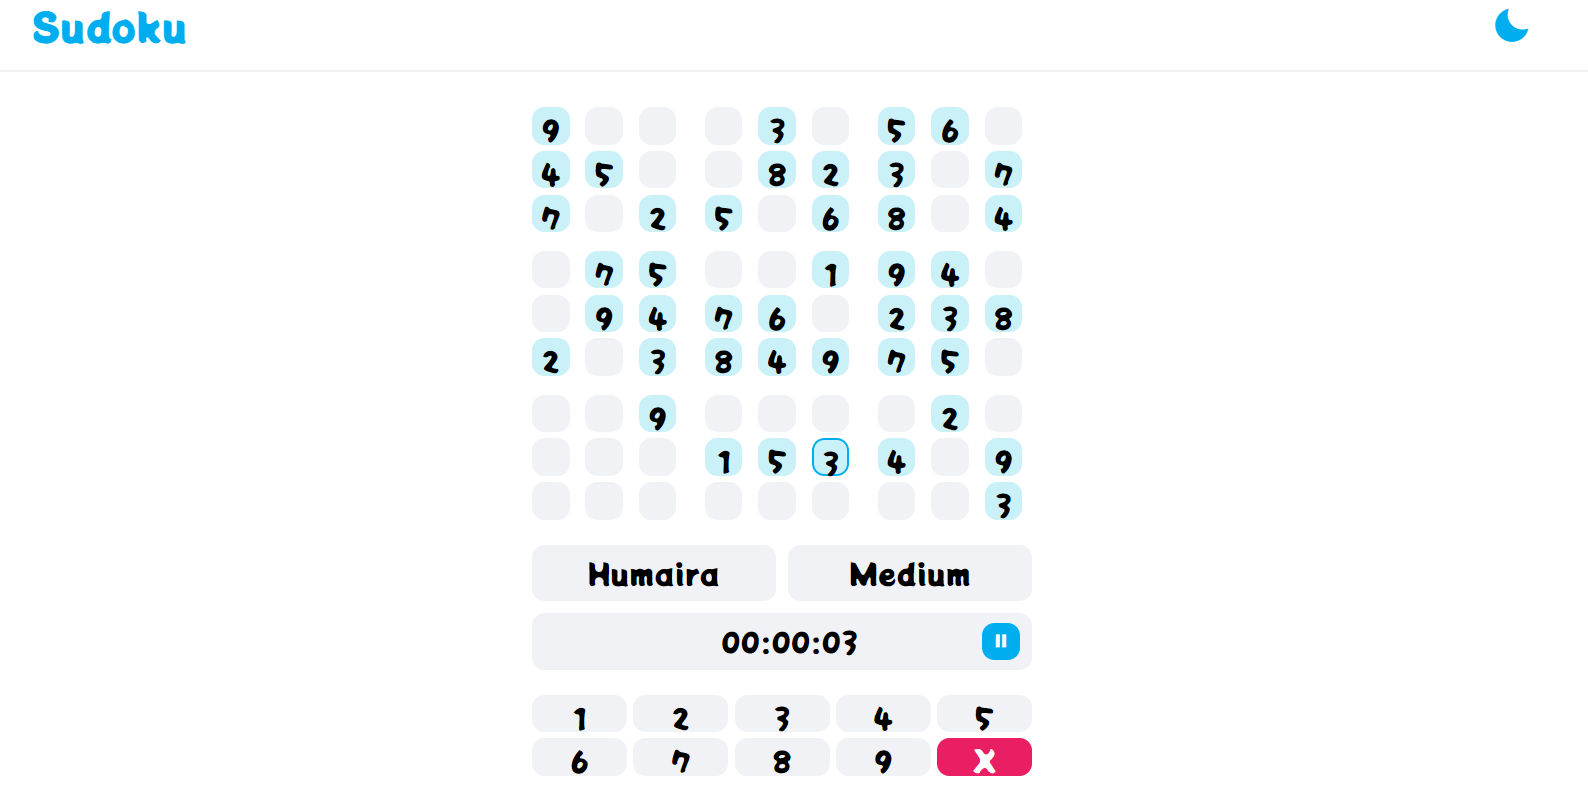 Sudoku
9 3 5 6
4 5 8 2 3 7
7 2 5 6 8 4
7 5 1 9 4
9 4 7 6 2 3 8
2 3 8 4 9 7 5
9 2
1 5 3 4 9
3
Humaira Medium
00:00:03
1 2 3 4 5
6 7 8 9 X